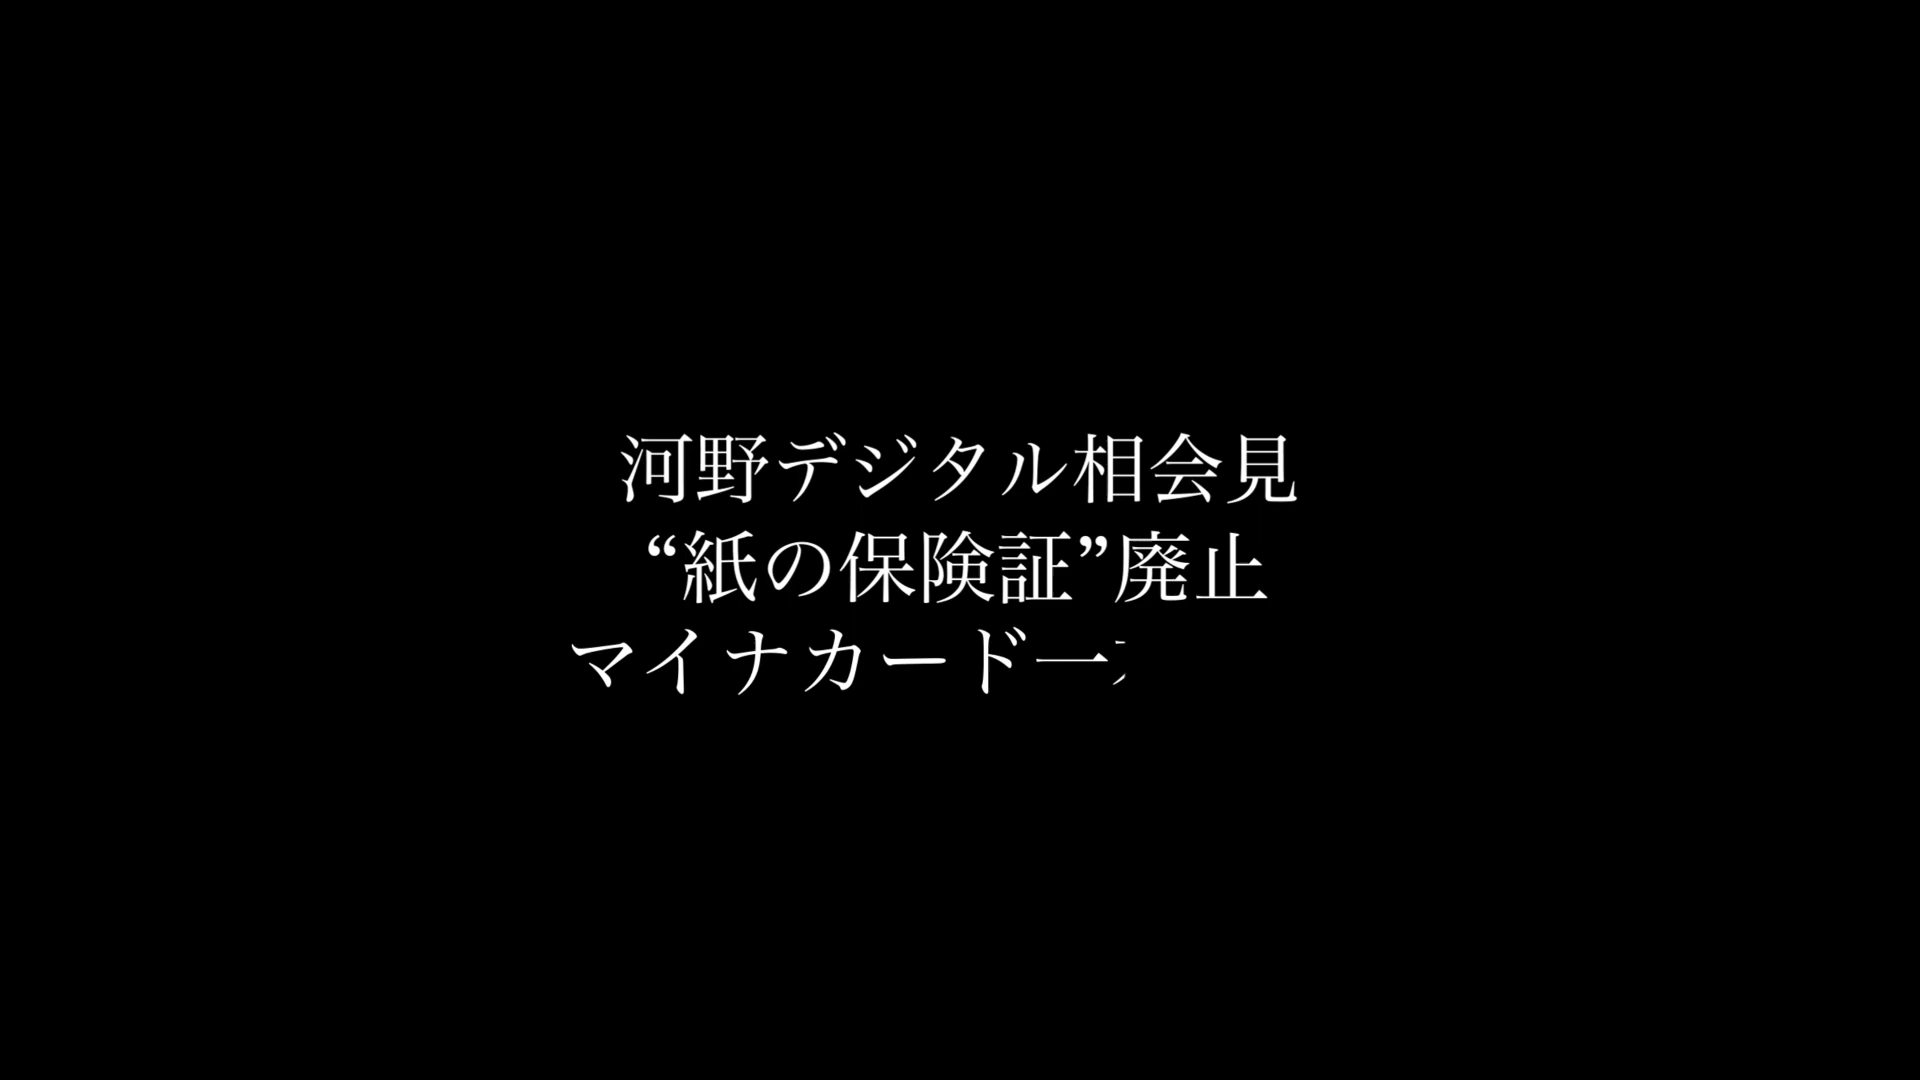 河野デジタル相会見
“紙の保険証”廃止
マイナカード一